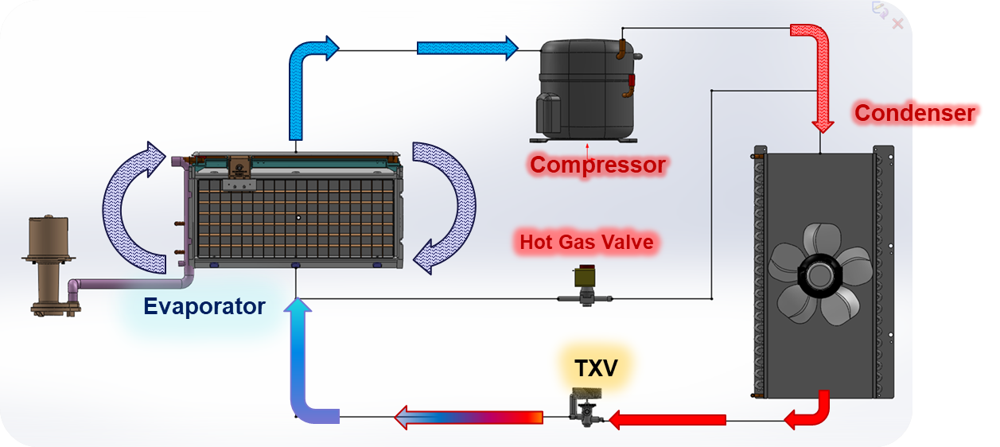 Condenser
Compressor
Hot Gas Valve
Evaporator
TXV